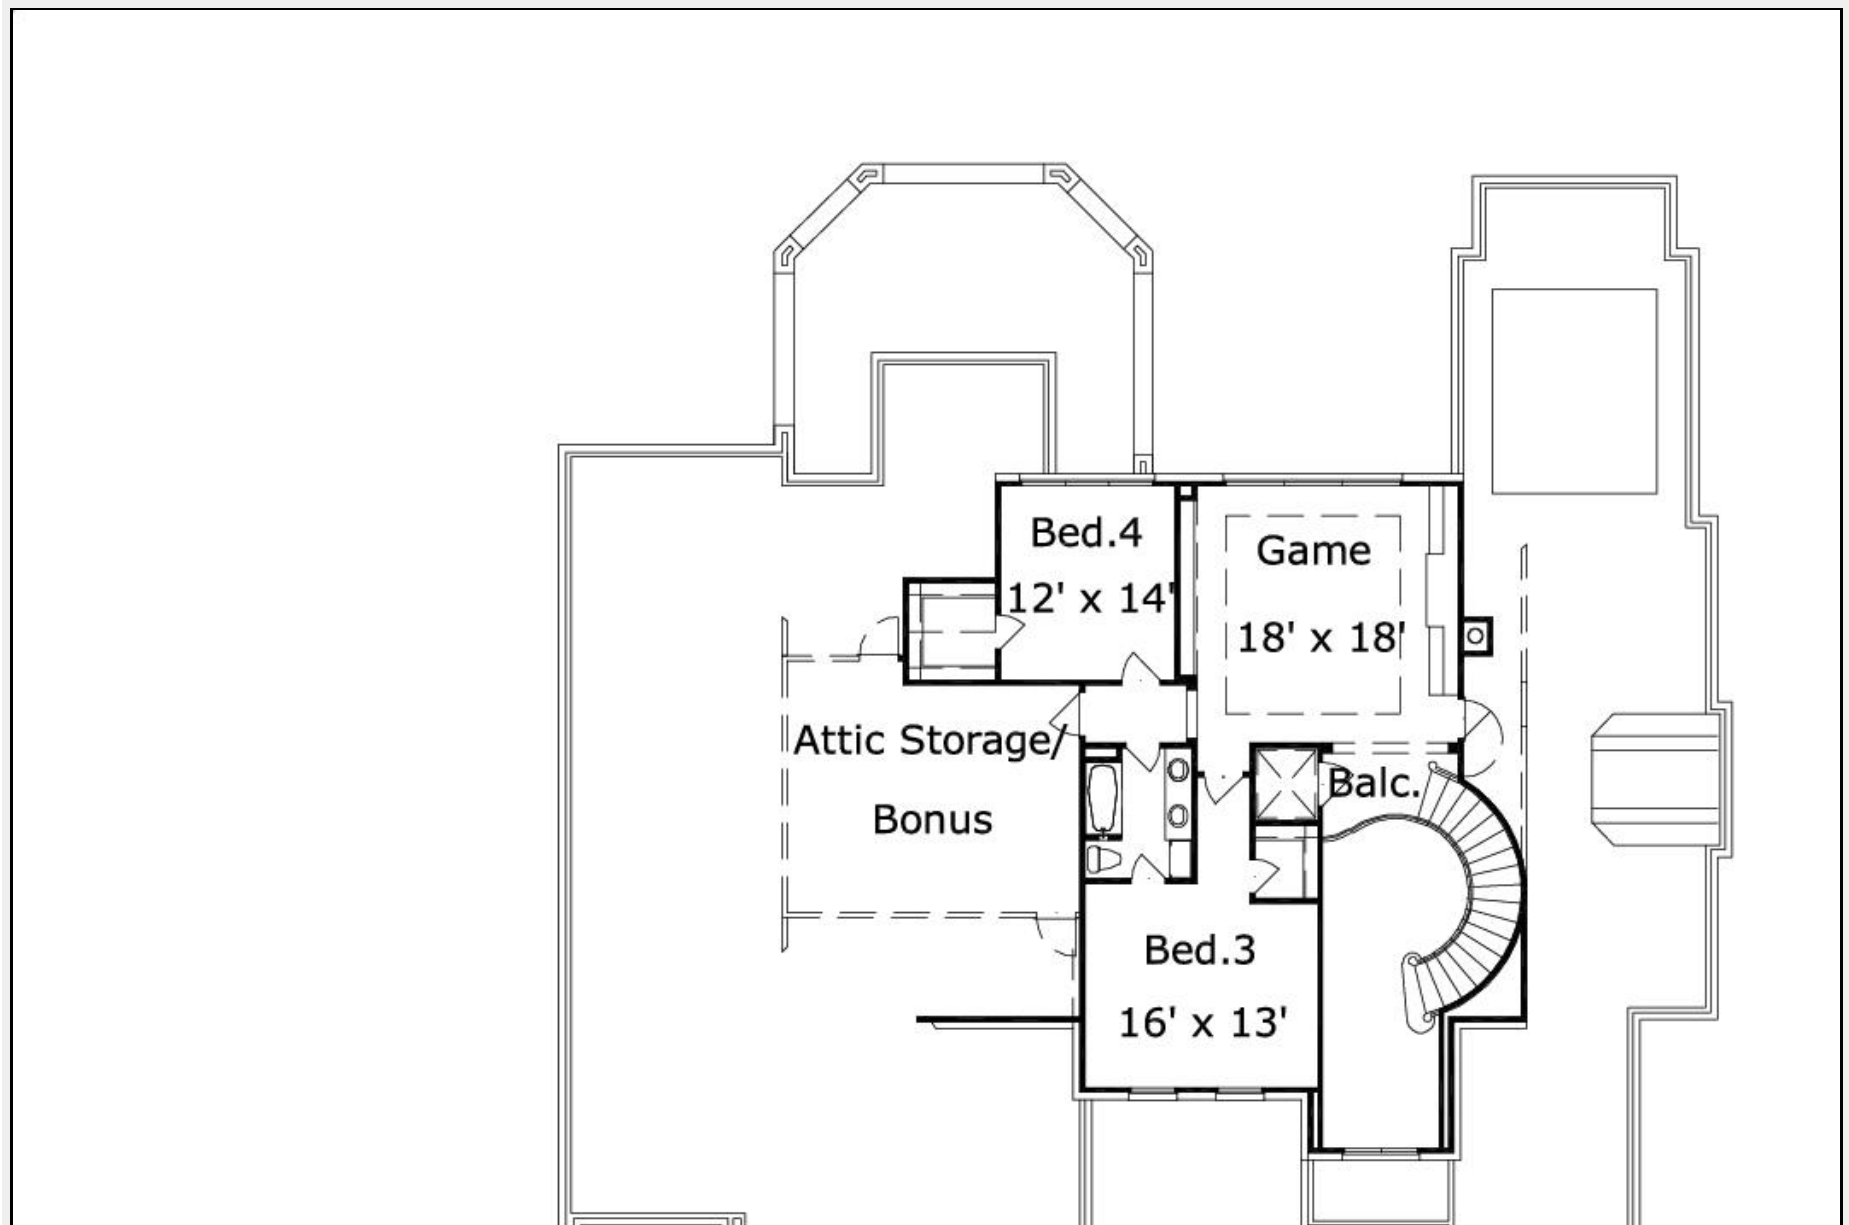 Bed.4
12' x 14'
Game
18' x 18'
Attic Storage/
Bonus
Balc.
Bed.3
16' x 13'